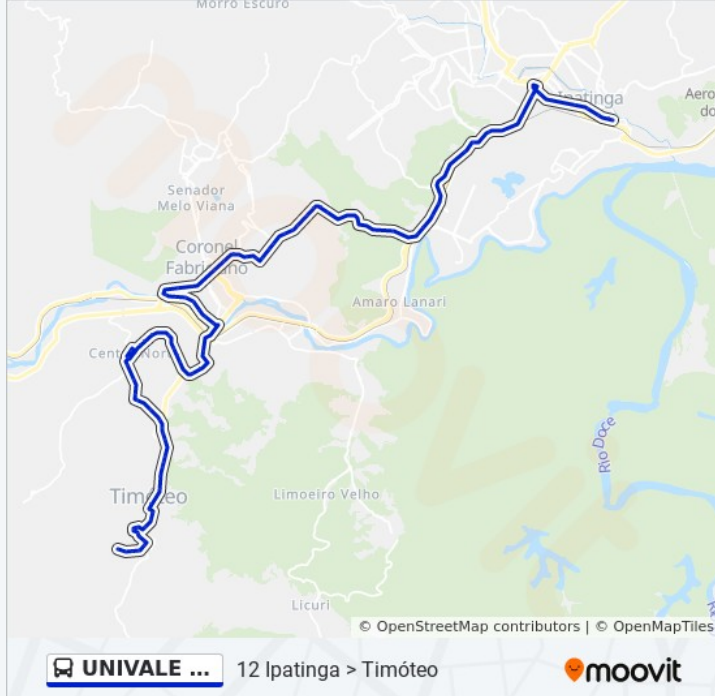 Morro Escuro
Ipatinga
Aero
do
Senador
Melo Viana
Coronel
Fabriciano
Amaro Lanari
Centro Norte
Rio Doce
Timóteo
Limoeiro Velho
Licuri
© OpenStreetMap contributors | © OpenMapTiles
UNIVALE ...
12 Ipatinga > Timóteo
moovit